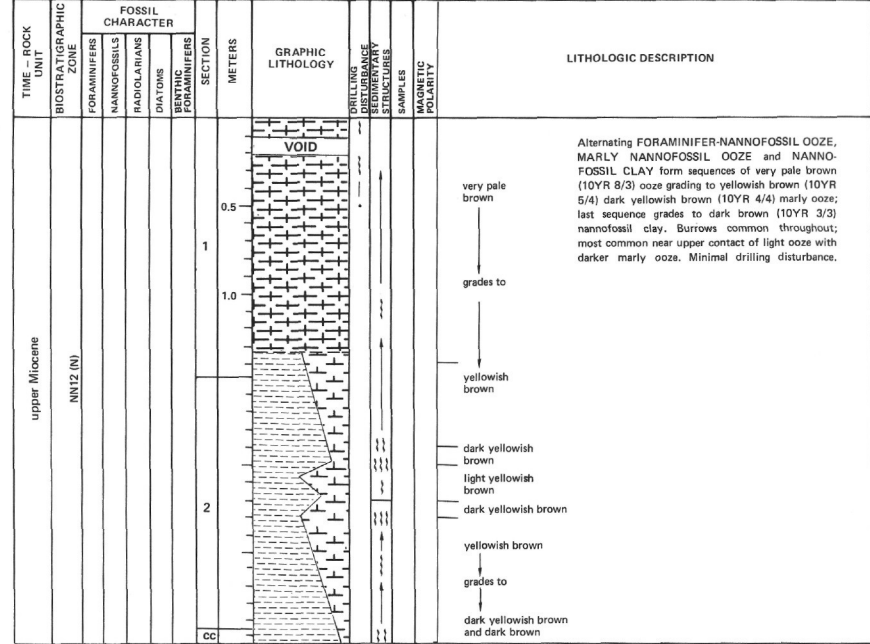 TIME – ROCK
UNIT
BIOSTRATIGRAPHIC
ZONE
FOSSIL
CHARACTER
FORAMINIFERS
NANNOFOSSILS
RADIOLARIANS
DIATOMS
BENTHIC
FORAMINIFERS
SECTION
METERS
GRAPHIC
LITHOLOGY
DRILLING
DISTURBANCE
SEDIMENTARY
STRUCTURES
SAMPLES
MAGNETIC
POLARITY
LITHOLOGIC DESCRIPTION
upper Miocene
NN12 (N)
1
2
CC
0.5
1.0
VOID
very pale
brown
grades to
yellowish
brown
dark yellowish
brown
light yellowish
brown
dark yellowish brown
yellowish brown
grades to
dark yellowish brown
and dark brown
Alternating FORAMINIFER-NANNOFOSSIL OOZE,
MARLY NANNOFOSSIL OOZE and NANNO-
FOSSIL CLAY form sequences of very pale brown
(10YR 8/3) ooze grading to yellowish brown (10YR
5/4) dark yellowish brown (10YR 4/4) marly ooze;
last sequence grades to dark brown (10YR 3/3)
nannofossil clay. Burrows common throughout;
most common near upper contact of light ooze with
darker marly ooze. Minimal drilling disturbance.